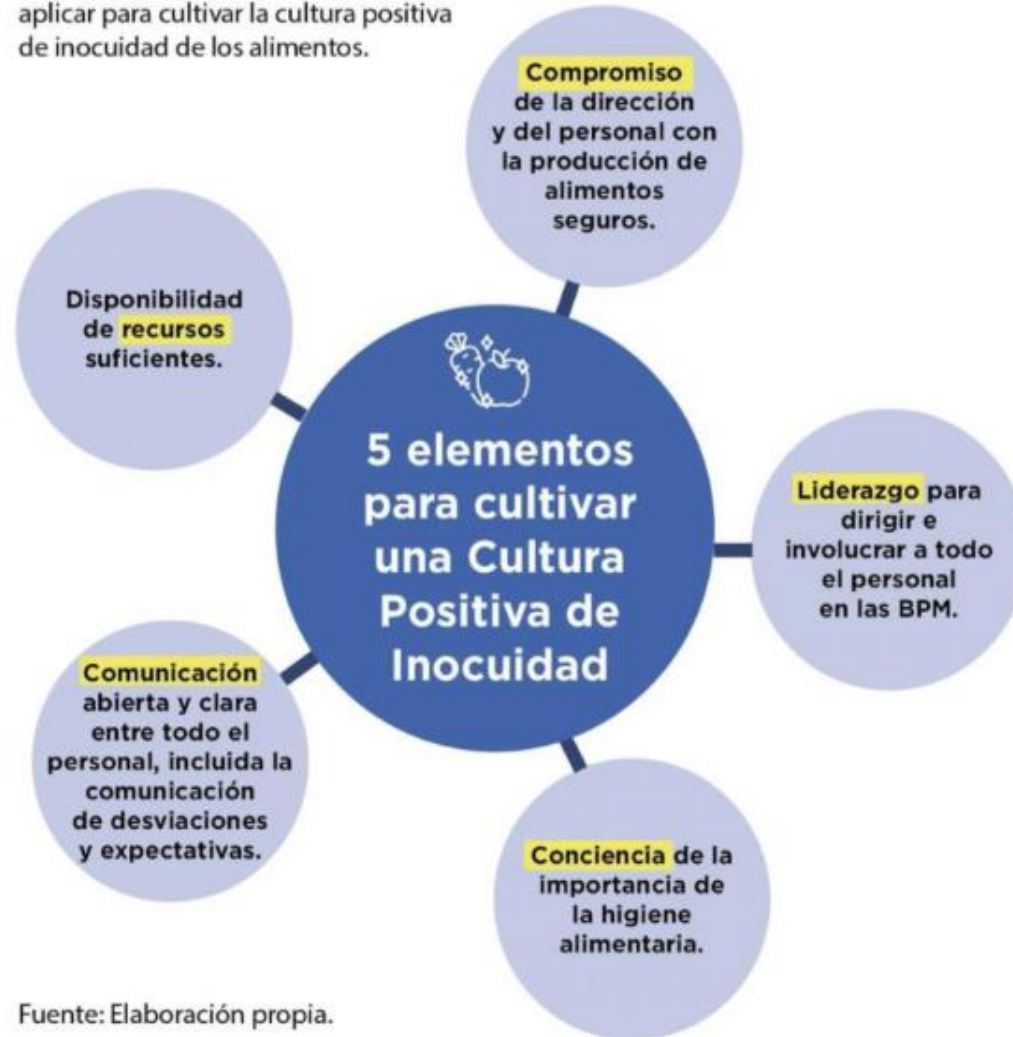 aplicar para cultivar la cultura positiva
de inocuidad de los alimentos.
Compromiso
de la dirección
y del personal con
la producción de
alimentos
seguros.
Disponibilidad
de recursos
suficientes.
5 elementos
para cultivar
una Cultura
Positiva de
Inocuidad
Liderazgo para
dirigir e
involucrar a todo
el personal
en las BPM.
Comunicación
abierta y clara
entre todo el
personal, incluida la
comunicación
de desviaciones
y expectativas.
Conciencia de la
importancia de
la higiene
alimentaria.
Fuente: Elaboración propia.